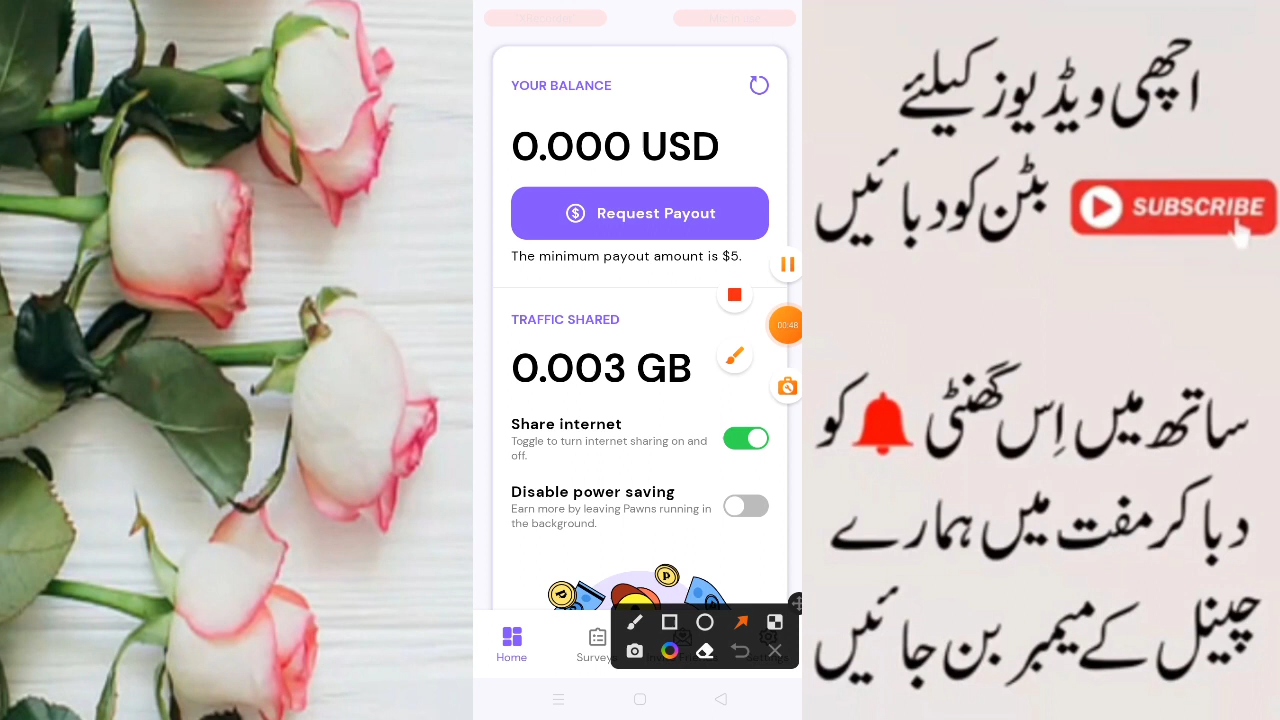 YOUR BALANCE
0.000 USD
Request Payout
The minimum payout amount is $5.
TRAFFIC SHARED
0.003 GB
00:48
Share internet
Toggle to turn internet sharing on and
off.
Disable power saving
Earn more by leaving Pawns running in
the background.
Home
اچھی ویڈیوز کیلئے
بٹن کو دبائیں SUBSCRIBE
ساتھ میں اِس گھنٹی کو
دبا کر مفت میں ہمارے
چینل کے میمبر بن جائیں